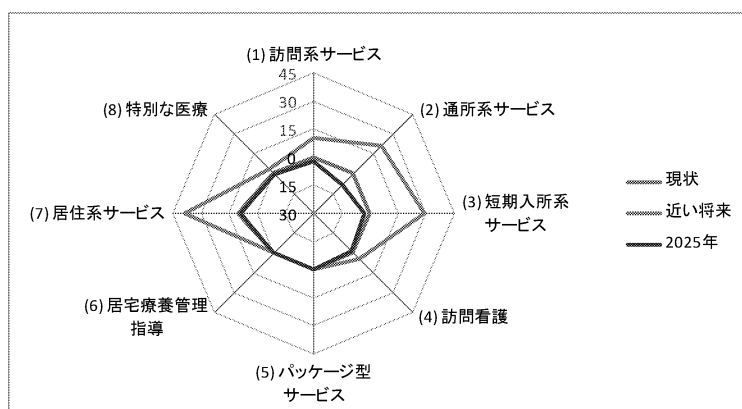 (1) 訪問系サービス
45
30
15
0
15
30
(2) 通所系サービス
(3) 短期入所系
サービス
(4) 訪問看護
(5) パッケージ型
サービス
(6) 居宅療養管理
指導
(7) 居住系サービス
(8) 特別な医療
現状
近い将来
2025年